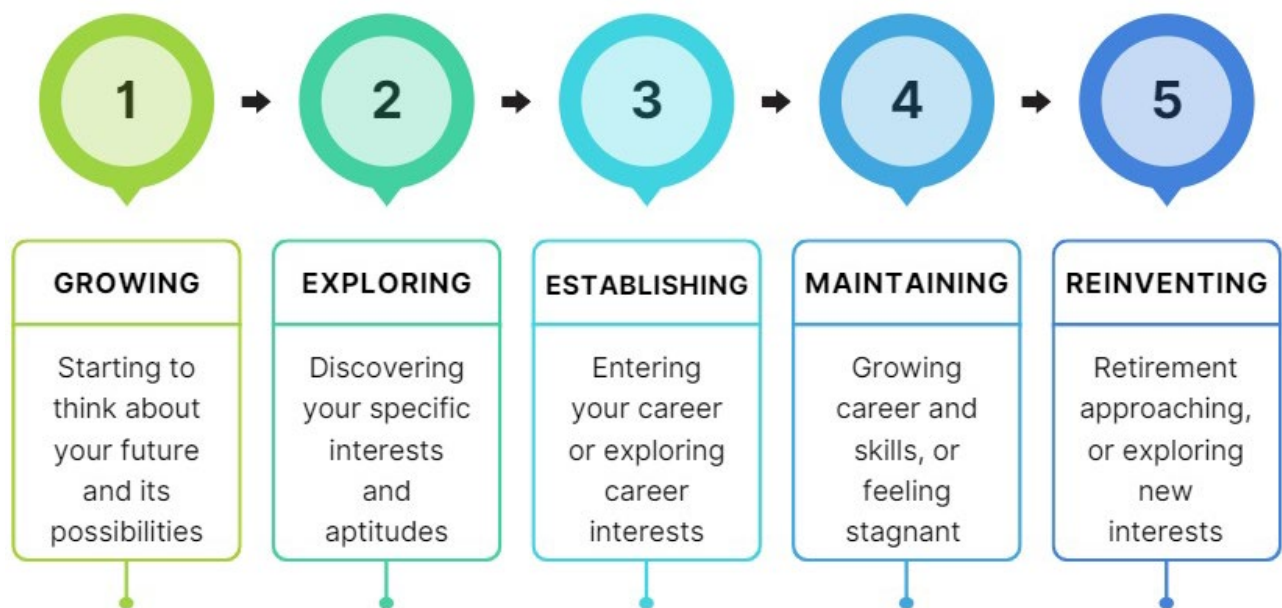 1
2
3
4
5
GROWING
Starting to
think about
your future
and its
possibilities
EXPLORING
Discovering
your specific
interests
and
aptitudes
ESTABLISHING
Entering
your career
or exploring
career
interests
MAINTAINING
Growing
career and
skills, or
feeling
stagnant
REINVENTING
Retirement
approaching,
or exploring
new
interests